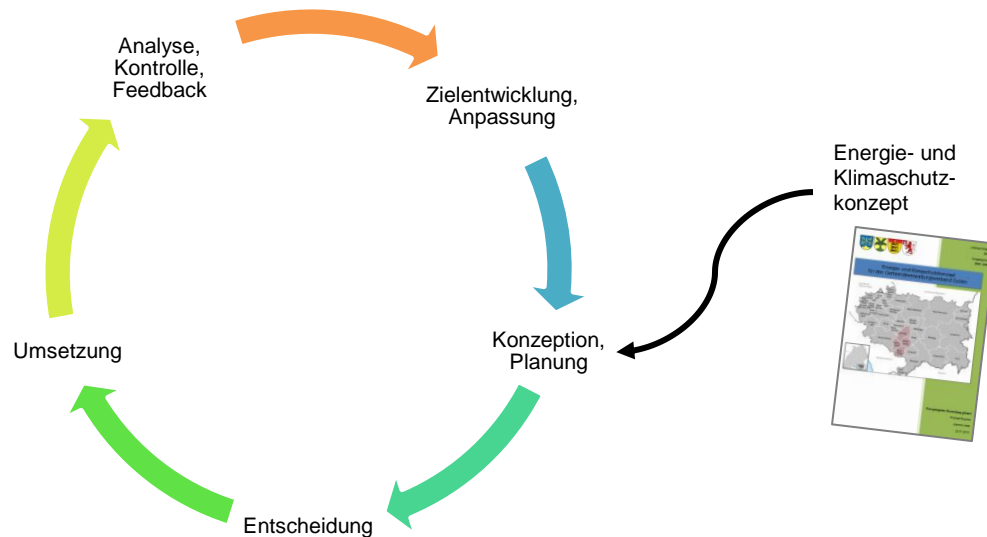 Analyse,
Kontrolle,
Feedback
Zielentwicklung,
Anpassung
Energie- und
Klimaschutz-
konzept
Konzeption,
Planung
Umsetzung
Entscheidung